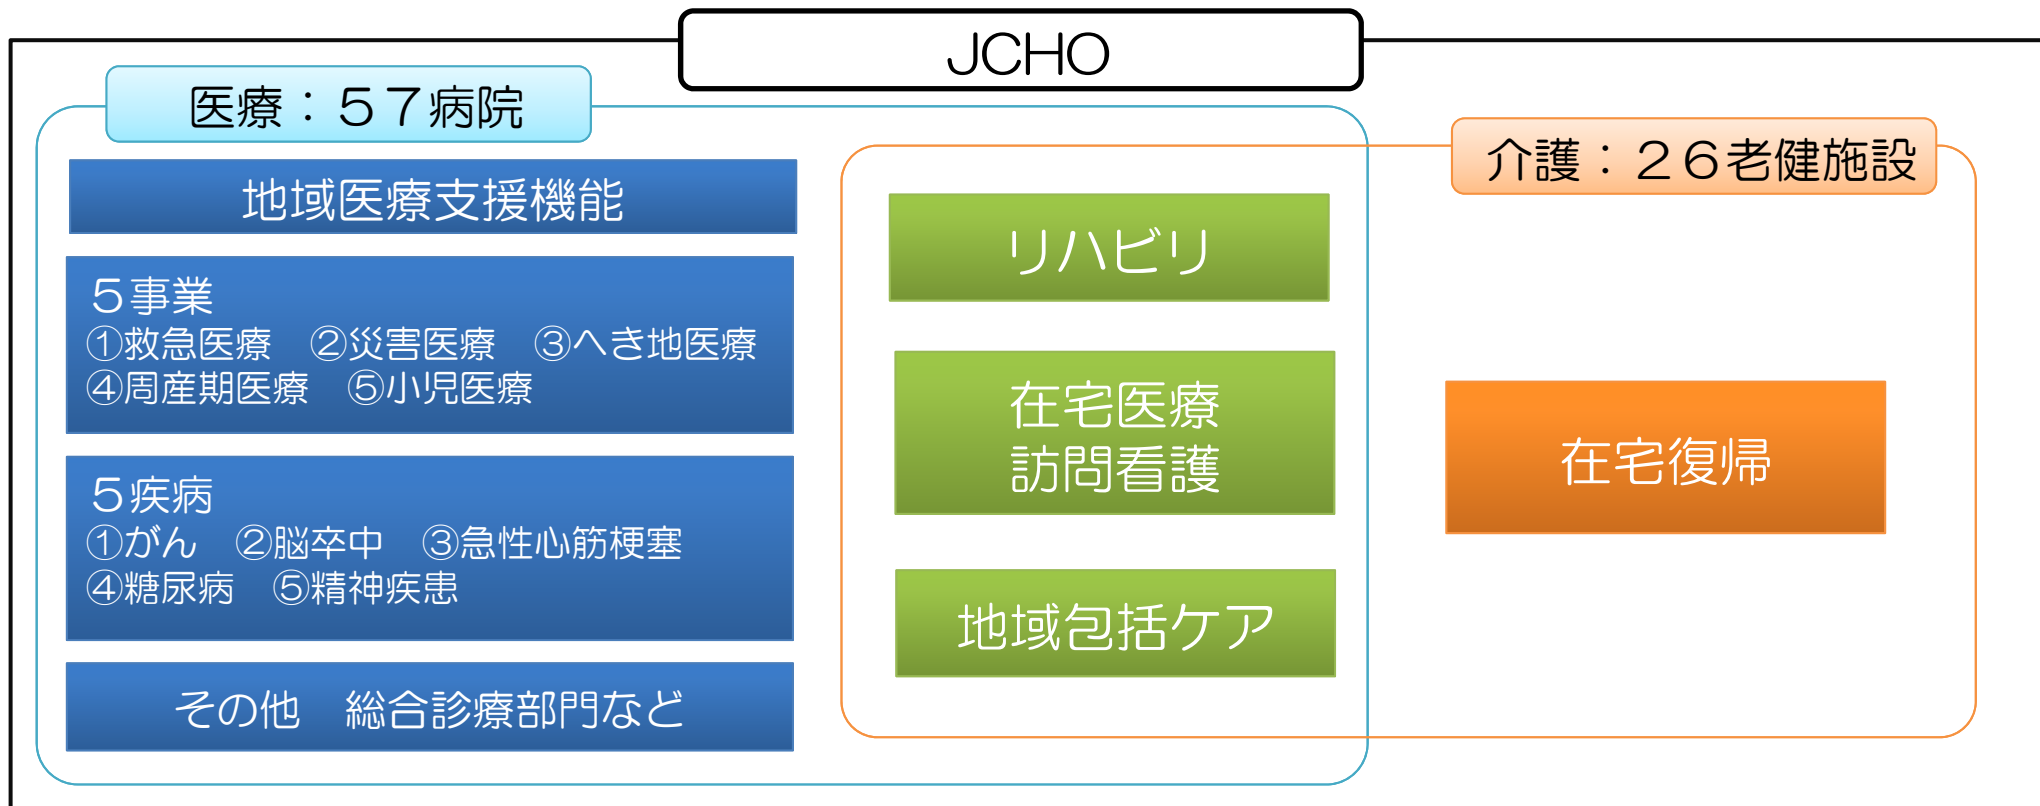 JCHO
医療：５７病院
地域医療支援機能
５事業
①救急医療　②災害医療　③へき地医療
④周産期医療　⑤小児医療
５疾病
①がん　②脳卒中　③急性心筋梗塞
④糖尿病　⑤精神疾患
その他　総合診療部門など
リハビリ
在宅医療
訪問看護
地域包括ケア
介護：２６老健施設
在宅復帰